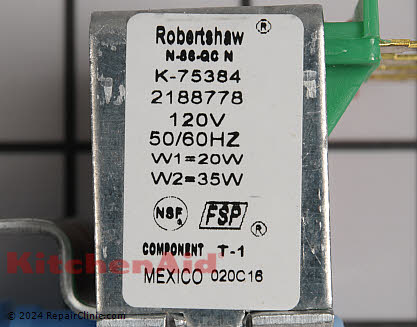 Robertshaw ®
N-86-QC N
K-75384
2188778
120V
50/60HZ
W1=20W
W2=35W
NSF ® FSP ®
COMPONENT T-1
KitchenAid
MEXICO 020C16
© 2024 RepairClinic.com